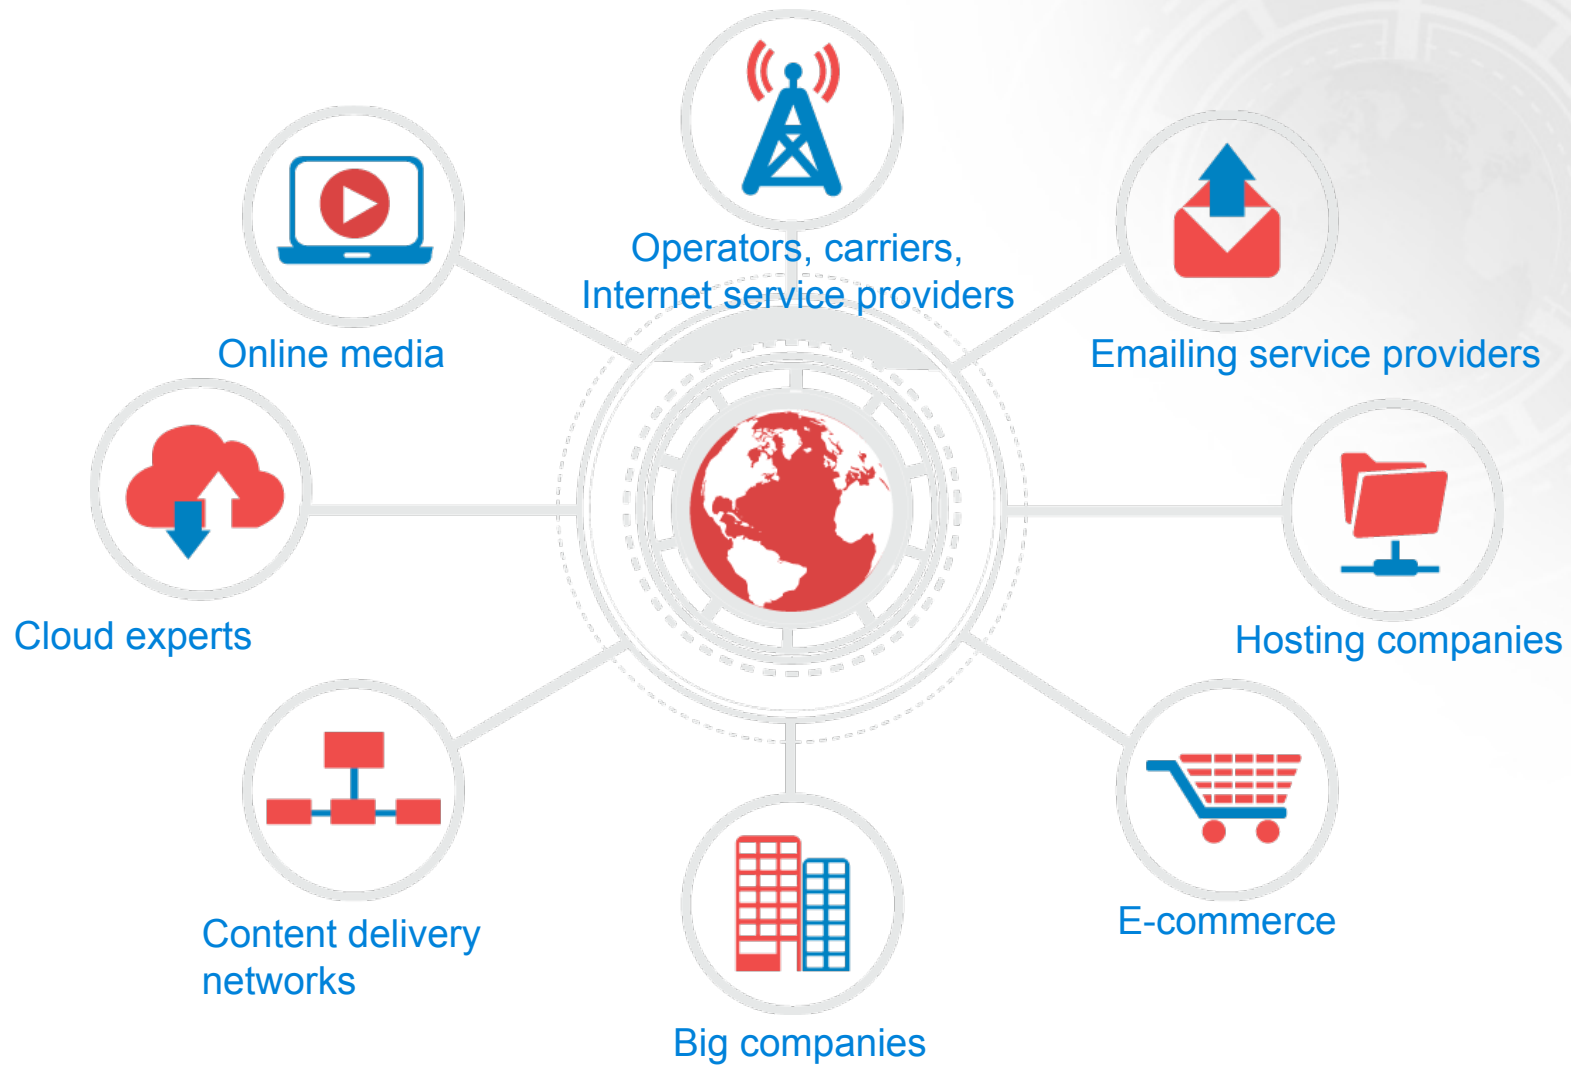 Operators, carriers,
Internet service providers
Online media
Emailing service providers
Cloud experts
Hosting companies
Content delivery
networks
E-commerce
Big companies